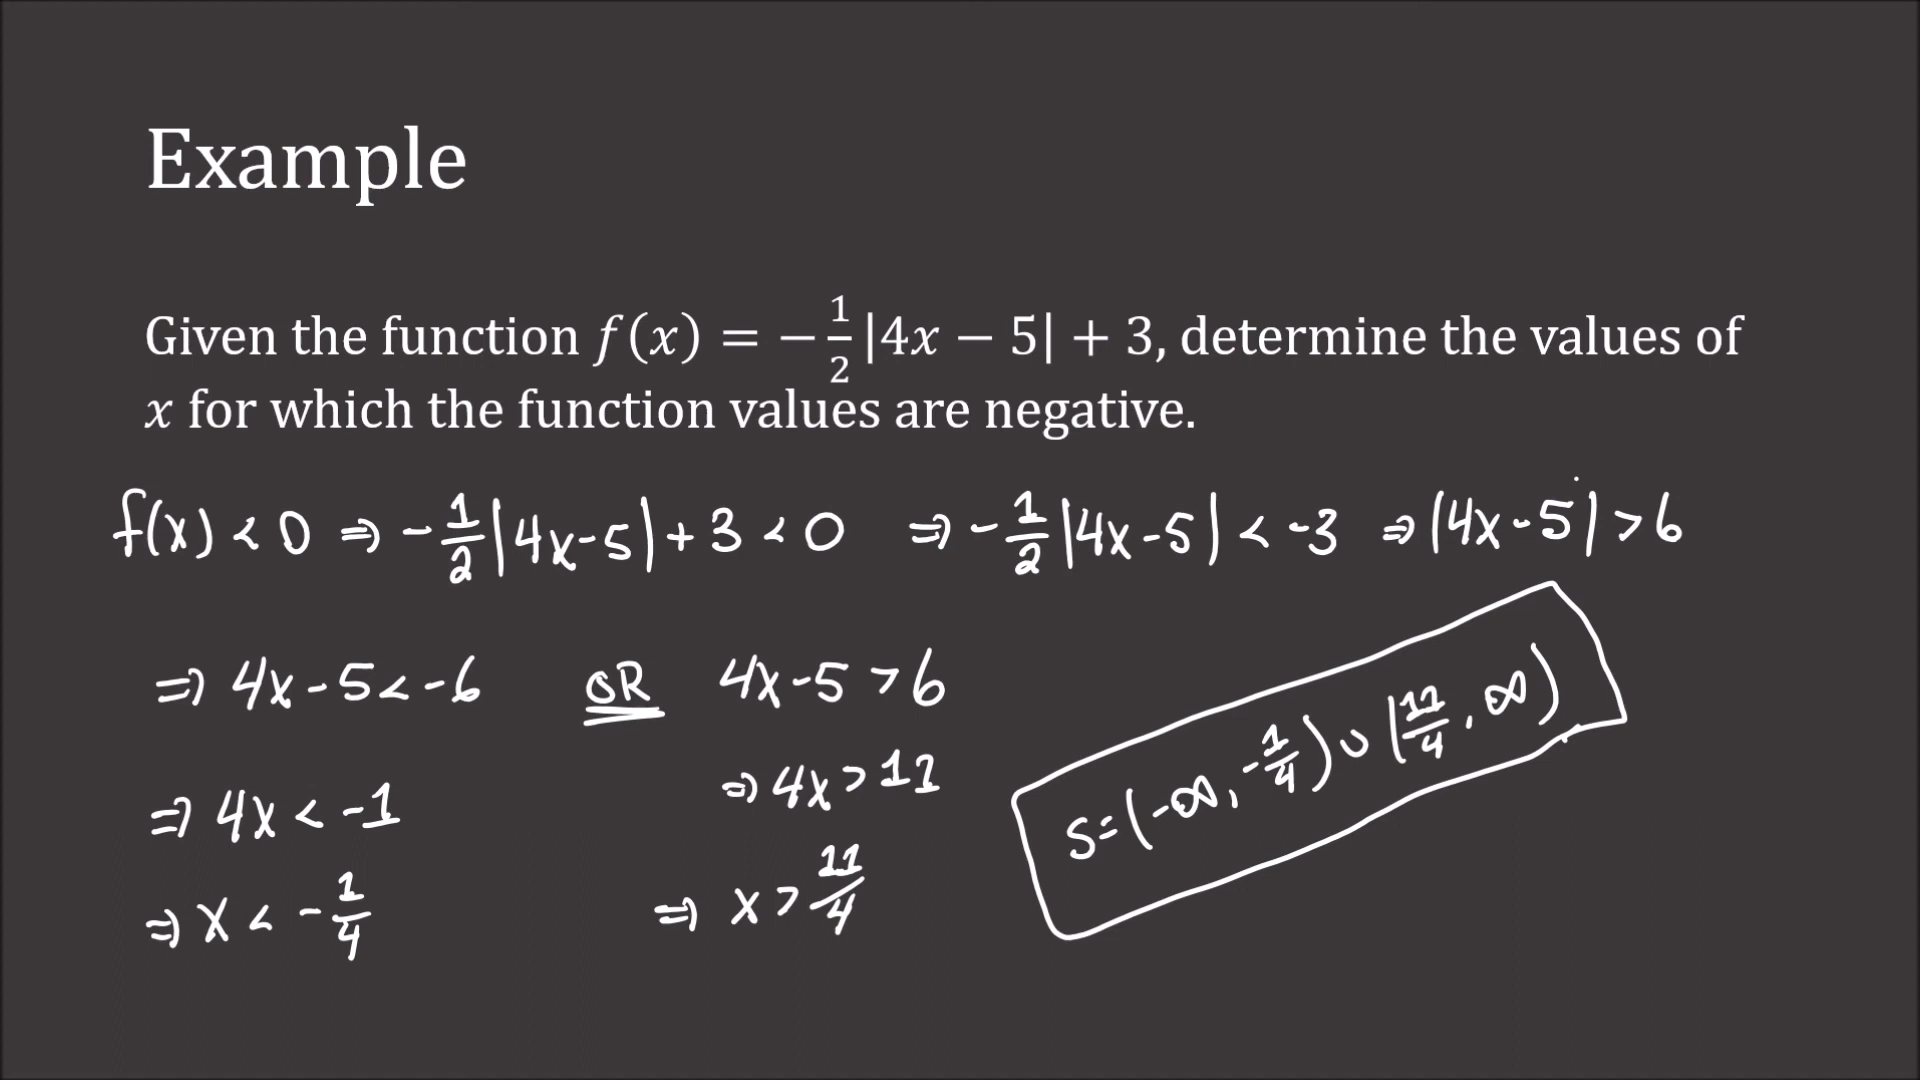 Example
Given the function f(x) = −1/2|4x − 5| + 3, determine the values of
x for which the function values are negative.
f(x) < 0 ⇒ -1/2|4x-5| + 3 < 0 ⇒ -1/2|4x-5| < -3 ⇒ |4x-5| > 6
⇒ 4x-5 < -6 OR 4x-5 > 6
⇒ 4x < -1 ⇒ 4x > 11
⇒ x < -1/4 ⇒ x > 11/4
S = (-∞, -1/4) ∪ (11/4, ∞)